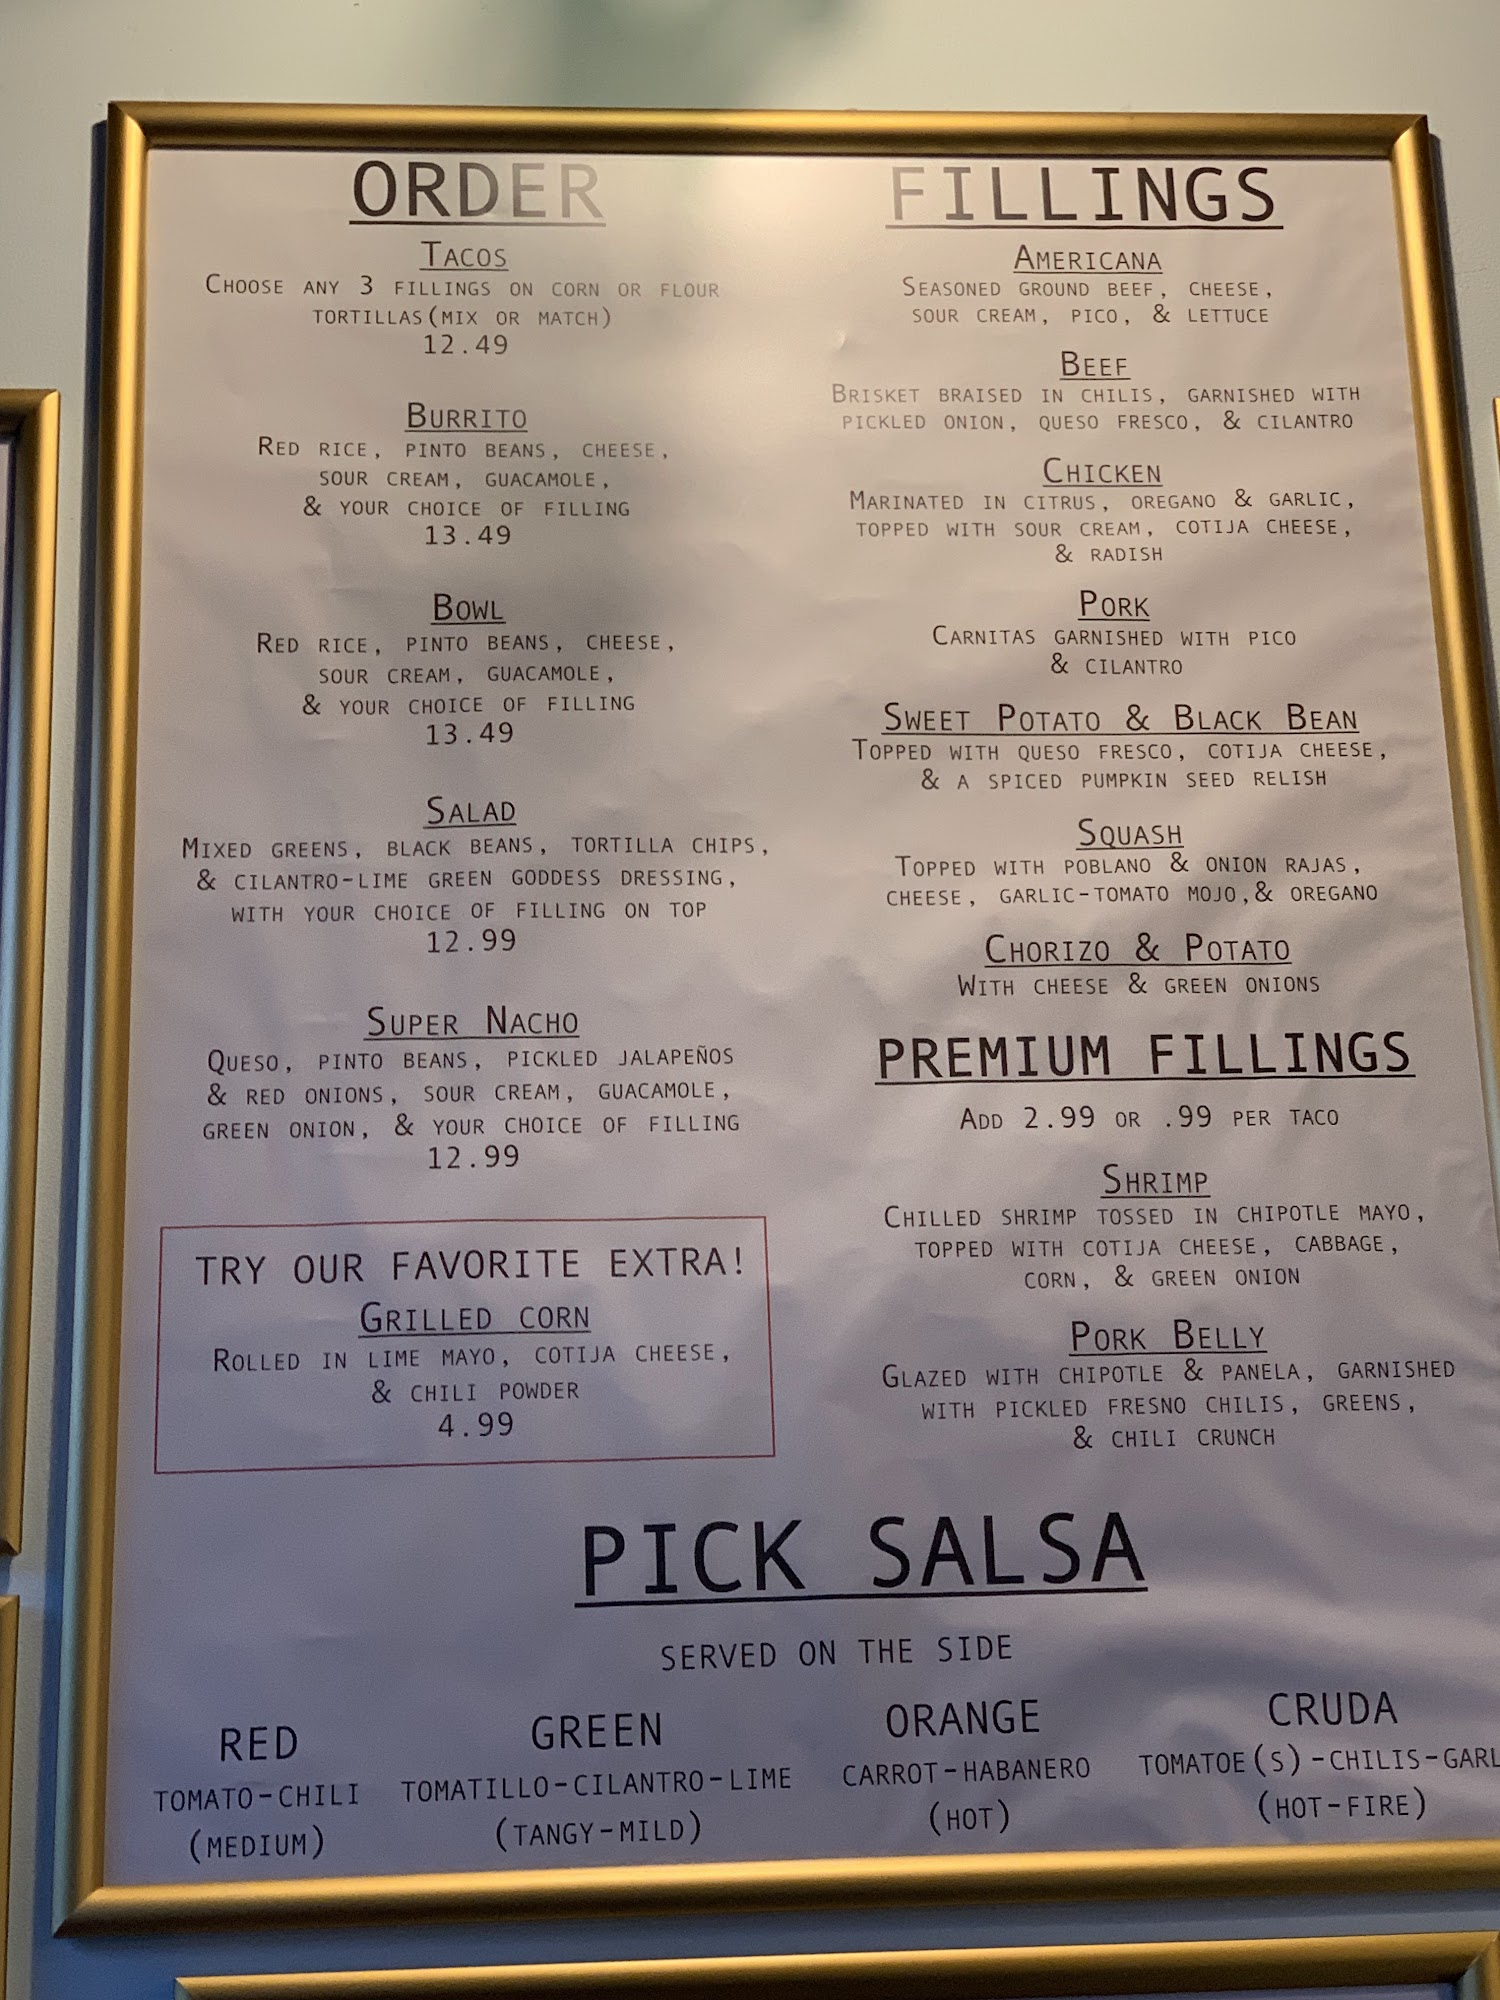 ORDER
TACOS
CHOOSE ANY 3 FILLINGS ON CORN OR FLOUR
TORTILLAS(MIX OR MATCH)
12.49
BURRITO
RED RICE, PINTO BEANS, CHEESE,
SOUR CREAM, GUACAMOLE,
& YOUR CHOICE OF FILLING
13.49
BOWL
RED RICE, PINTO BEANS, CHEESE,
SOUR CREAM, GUACAMOLE,
& YOUR CHOICE OF FILLING
13.49
SALAD
MIXED GREENS, BLACK BEANS, TORTILLA CHIPS,
& CILANTRO-LIME GREEN GODDESS DRESSING,
WITH YOUR CHOICE OF FILLING ON TOP
12.99
SUPER NACHO
QUESO, PINTO BEANS, PICKLED JALAPEÑOS
& RED ONIONS, SOUR CREAM, GUACAMOLE,
GREEN ONION, & YOUR CHOICE OF FILLING
12.99
TRY OUR FAVORITE EXTRA!
GRILLED CORN
ROLLED IN LIME MAYO, COTIJA CHEESE,
& CHILI POWDER
4.99
FILLINGS
AMERICANA
SEASONED GROUND BEEF, CHEESE,
SOUR CREAM, PICO, & LETTUCE
BEEF
BRISKET BRAISED IN CHILIS, GARNISHED WITH
PICKLED ONION, QUESO FRESCO, & CILANTRO
CHICKEN
MARINATED IN CITRUS, OREGANO & GARLIC,
TOPPED WITH SOUR CREAM, COTIJA CHEESE,
& RADISH
PORK
CARNITAS GARNISHED WITH PICO
& CILANTRO
SWEET POTATO & BLACK BEAN
TOPPED WITH QUESO FRESCO, COTIJA CHEESE,
& A SPICED PUMPKIN SEED RELISH
SQUASH
TOPPED WITH POBLANO & ONION RAJAS,
CHEESE, GARLIC-TOMATO MOJO,& OREGANO
CHORIZO & POTATO
WITH CHEESE & GREEN ONIONS
PREMIUM FILLINGS
ADD 2.99 OR .99 PER TACO
SHRIMP
CHILLED SHRIMP TOSSED IN CHIPOTLE MAYO,
TOPPED WITH COTIJA CHEESE, CABBAGE,
CORN, & GREEN ONION
PORK BELLY
GLAZED WITH CHIPOTLE & PANELA, GARNISHED
WITH PICKLED FRESNO CHILIS, GREENS,
& CHILI CRUNCH
PICK SALSA
SERVED ON THE SIDE
RED
TOMATO-CHILI
(MEDIUM)
GREEN
TOMATILLO-CILANTRO-LIME
(TANGY-MILD)
ORANGE
CARROT-HABANERO
(HOT)
CRUDA
TOMATOE(S)-CHILIS-GARL
(HOT-FIRE)